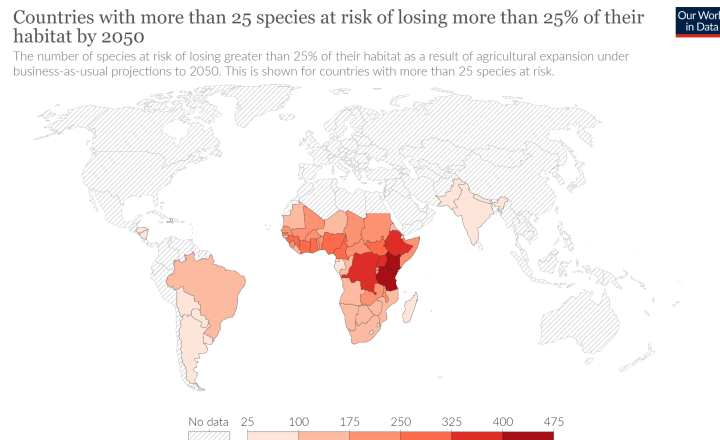 Countries with more than 25 species at risk of losing more than 25% of their
habitat by 2050
Our Worl
in Data
The number of species at risk of losing greater than 25% of their habitat as a result of agricultural expansion under
business-as-usual projections to 2050. This is shown for countries with more than 25 species at risk.
No data 25 100 175 250 325 400 475